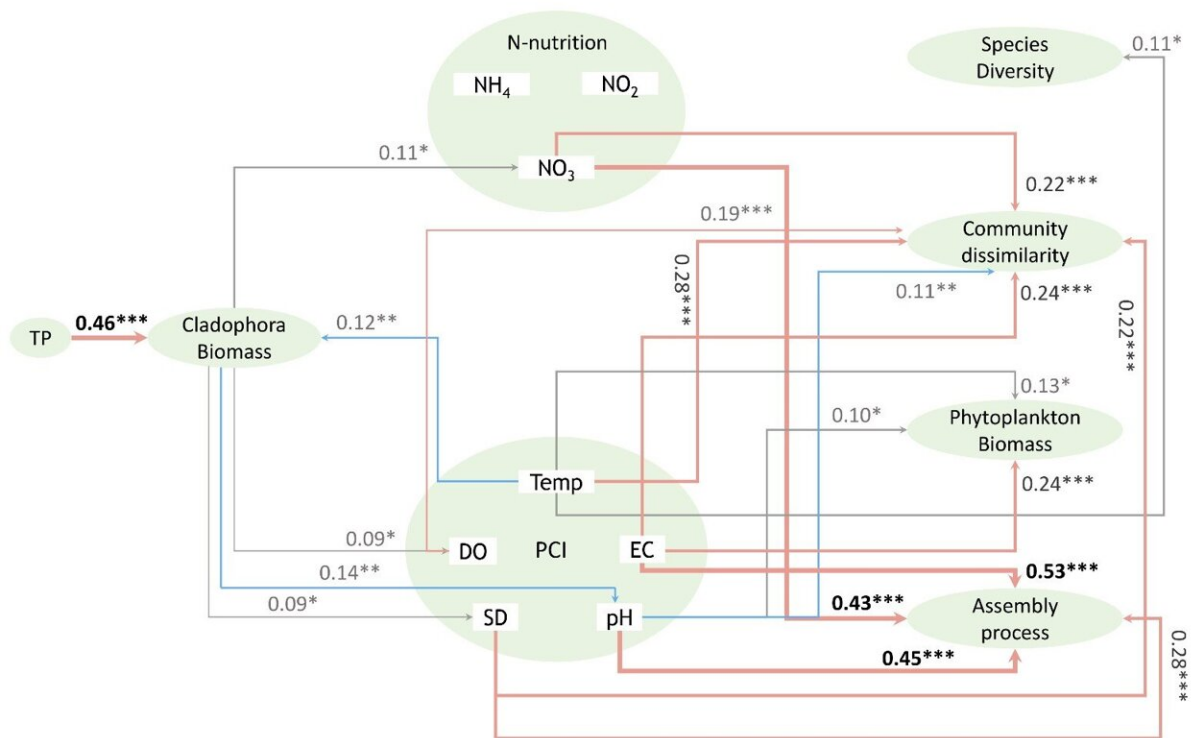 N-nutrition
NH₄
NO₂
NO₃
Species
Diversity
0.11*
0.11*
0.22***
0.19***
Community
dissimilarity
0.28***
0.11**
0.24***
0.22***
TP
0.46***
Cladophora
Biomass
0.12**
0.13*
0.10*
Phytoplankton
Biomass
0.24***
Temp
DO
PCI
EC
0.09*
0.14**
0.09*
SD
pH
0.53***
0.43***
Assembly
process
0.45***
0.28***